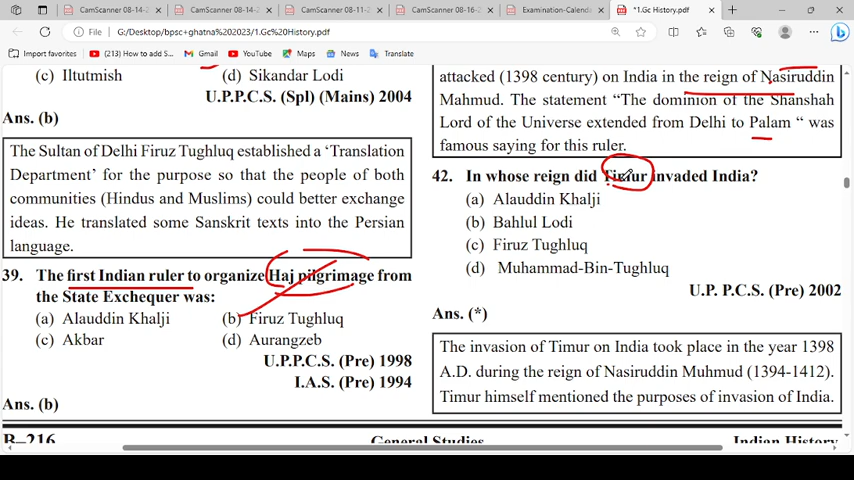 CamScanner 08-14-2
CamScanner 08-14-2
CamScanner 08-11-2
CamScanner 08-16-2
Examination-Calend
*1.Gc History.pdf
File
G:/Desktop/bpsc+ghatna%202023/1.Gc%20History.pdf
Import favorites
(213) How to add S...
Gmail
YouTube
Maps
News
Translate
(c) Iltutmish
(d) Sikandar Lodi
U.P.P.C.S. (Spl) (Mains) 2004
Ans. (b)
The Sultan of Delhi Firuz Tughluq established a 'Translation
Department' for the purpose so that the people of both
communities (Hindus and Muslims) could better exchange
ideas. He translated some Sanskrit texts into the Persian
language.
39. The first Indian ruler to organize Haj pilgrimage from
the State Exchequer was:
(a) Alauddin Khalji
(b) Firuz Tughluq
(c) Akbar
(d) Aurangzeb
U.P.P.C.S. (Pre) 1998
I.A.S. (Pre) 1994
Ans. (b)
attacked (1398 century) on India in the reign of Nasiruddin
Mahmud. The statement “The dominion of the Shanshah
Lord of the Universe extended from Delhi to Palam “ was
famous saying for this ruler.
42. In whose reign did Timur invaded India?
(a) Alauddin Khalji
(b) Bahlul Lodi
(c) Firuz Tughluq
(d) Muhammad-Bin-Tughluq
U.P. P.C.S. (Pre) 2002
Ans. (*)
The invasion of Timur on India took place in the year 1398
A.D. during the reign of Nasiruddin Muhmud (1394-1412).
Timur himself mentioned the purposes of invasion of India.
B–216
General Studies
Indian History